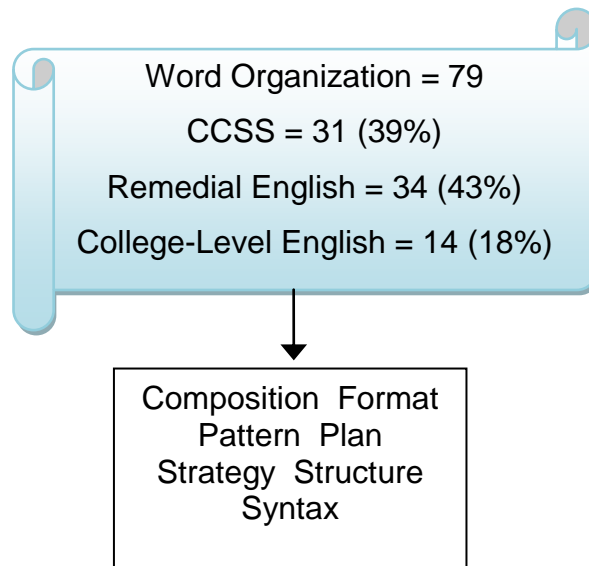 Word Organization = 79
CCSS = 31 (39%)
Remedial English = 34 (43%)
College-Level English = 14 (18%)
Composition Format
Pattern Plan
Strategy Structure
Syntax